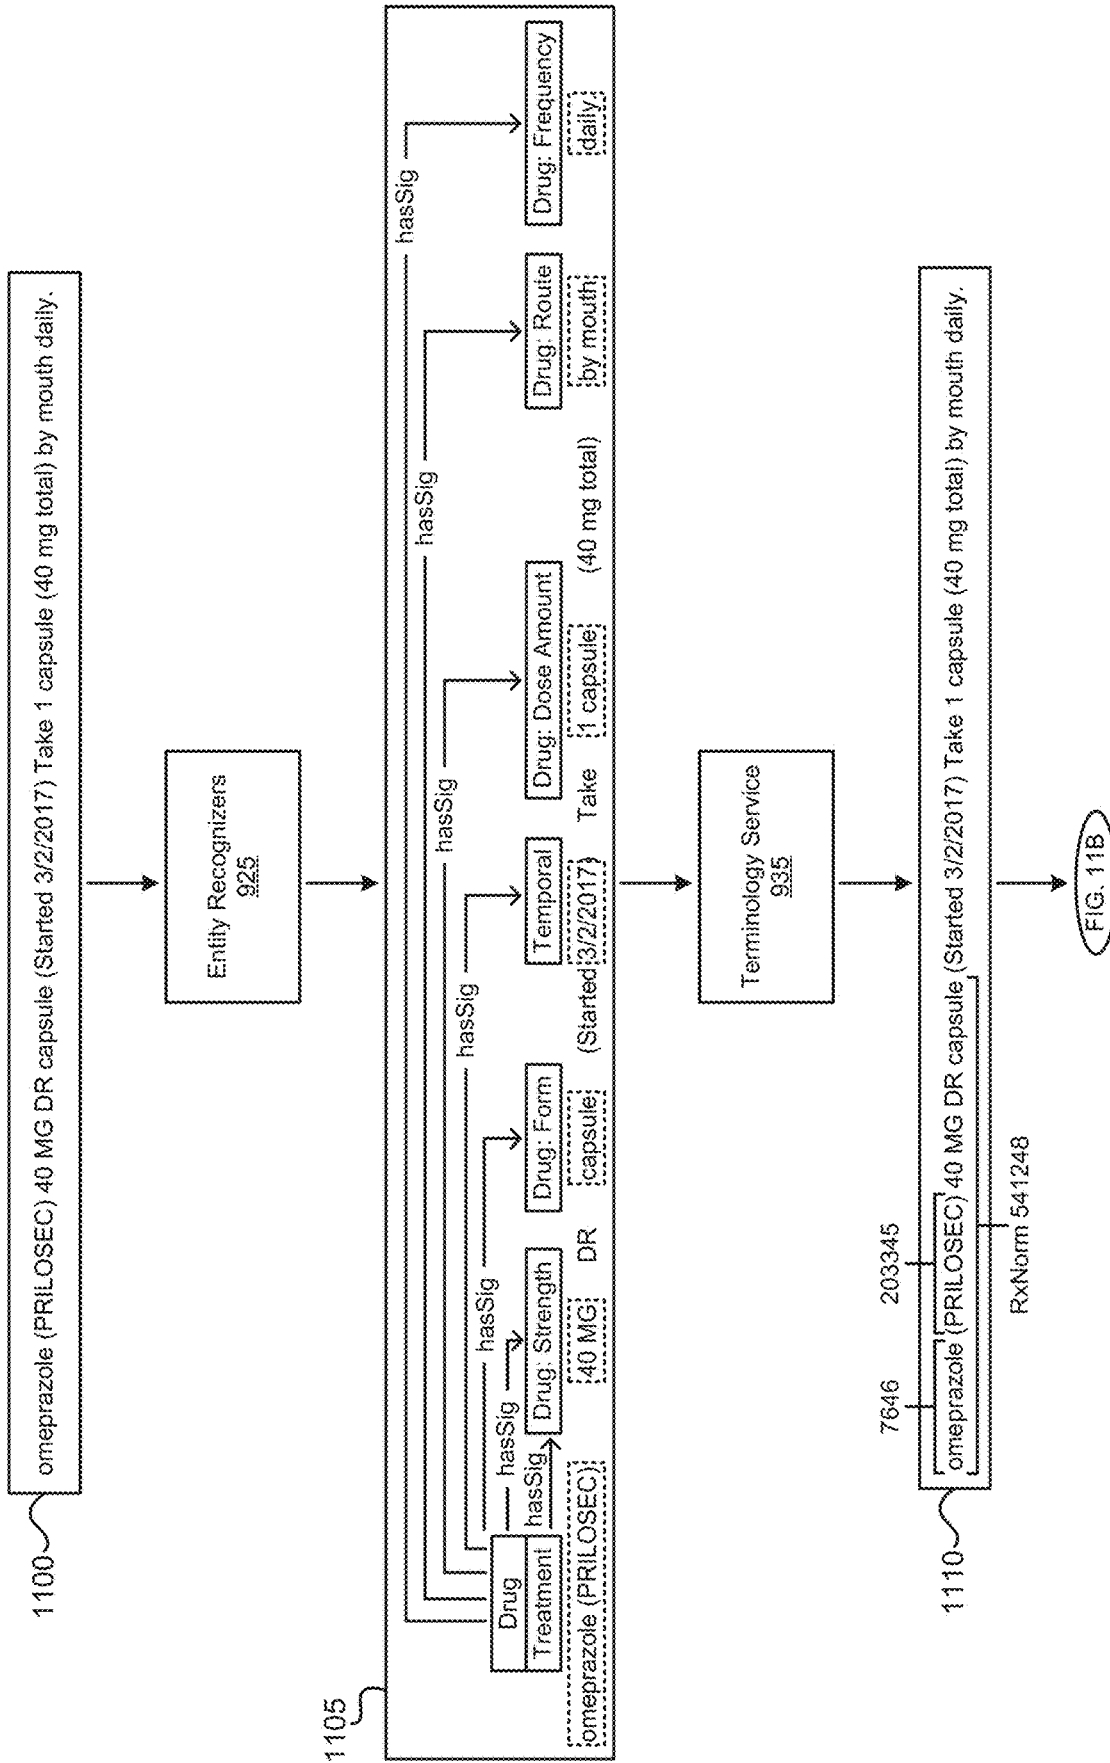 1100
omeprazole (PRILOSEC) 40 MG DR capsule (Started 3/2/2017) Take 1 capsule (40 mg total) by mouth daily.
Entity Recognizers
925
1105
hasSig
hasSig
hasSig
hasSig
hasSig
hasSig
hasSig
Drug
Treatment
Drug: Strength
Drug: Form
Temporal
Drug: Dose Amount
Drug: Route
Drug: Frequency
omeprazole (PRILOSEC) 40 MG DR capsule (Started 3/2/2017) Take 1 capsule (40 mg total) by mouth daily.
Terminology Service
935
7646
203345
1110
omeprazole (PRILOSEC) 40 MG DR capsule (Started 3/2/2017) Take 1 capsule (40 mg total) by mouth daily.
RxNorm 541248
FIG. 11B